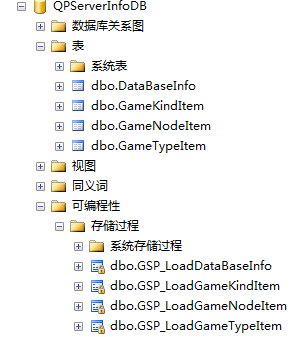 QPServerInfoDB
数据库关系图
表
系统表
dbo.DataBaseInfo
dbo.GameKindItem
dbo.GameNodeItem
dbo.GameTypeItem
视图
同义词
可编程性
存储过程
系统存储过程
dbo.GSP_LoadDataBaseInfo
dbo.GSP_LoadGameKindItem
dbo.GSP_LoadGameNodeItem
dbo.GSP_LoadGameTypeItem